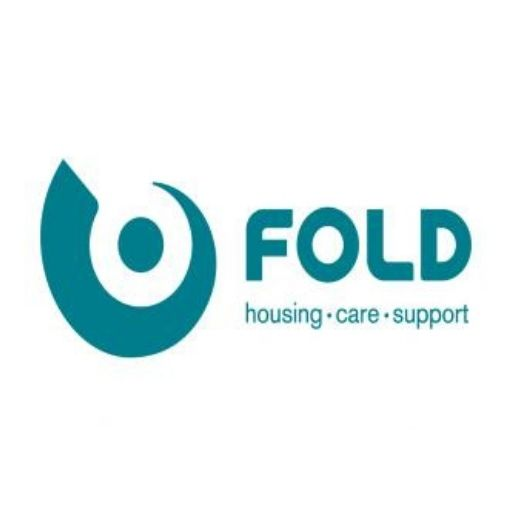 FOLD
housing • care • support